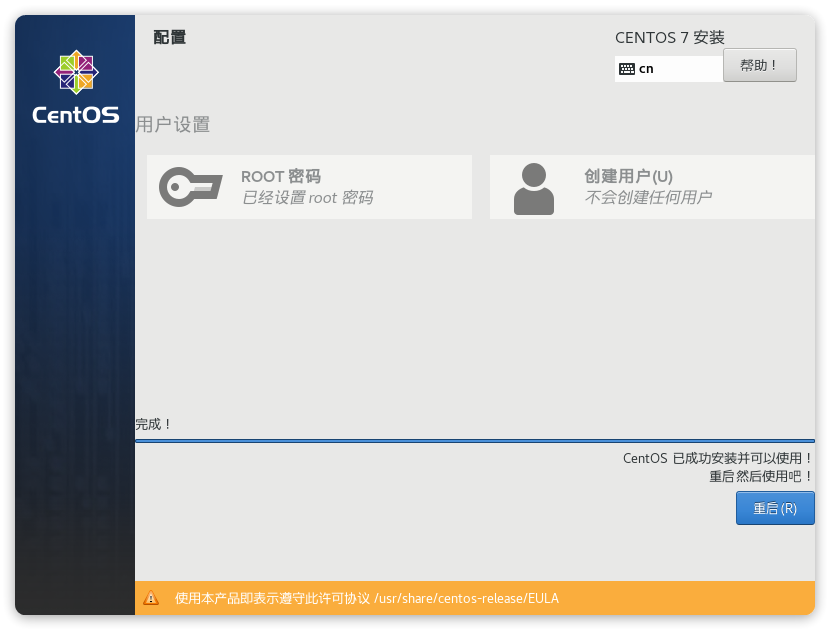 CentOS
配置
CENTOS 7 安装
cn
帮助！
用户设置
ROOT 密码
已经设置 root 密码
创建用户(U)
不会创建任何用户
完成！
CentOS 已成功安装并可以使用！
重启然后使用吧！
重启(R)
使用本产品即表示遵守此许可协议 /usr/share/centos-release/EULA